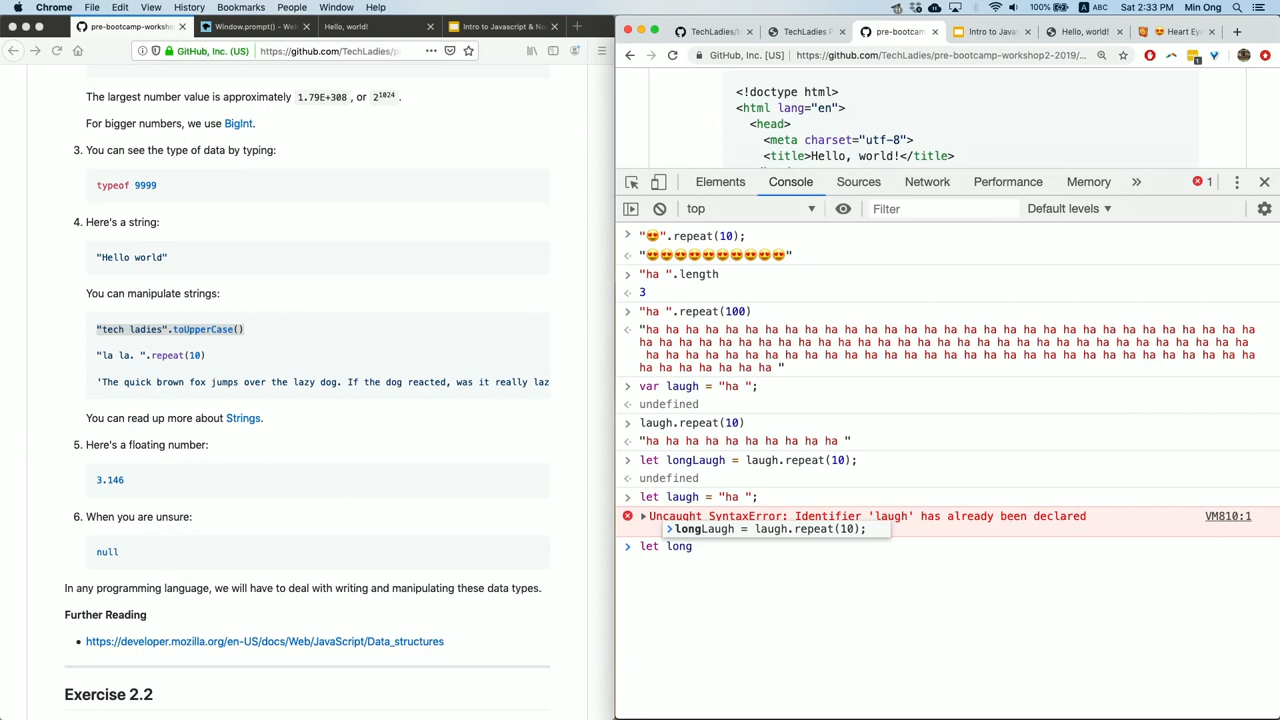 Chrome File Edit View History Bookmarks People Window Help
100% ABC Sat 2:33 PM Min Ong
pre-bootcamp-worksho
Window.prompt() - Web
Hello, world!
Intro to Javascript & No
GitHub, Inc. (US) https://github.com/TechLadies/pr
The largest number value is approximately 1.79E+308 , or 2^1024 .
For bigger numbers, we use BigInt.
3. You can see the type of data by typing:
typeof 9999
4. Here's a string:
"Hello world"
You can manipulate strings:
"tech ladies".toUpperCase()
"la la. ".repeat(10)
'The quick brown fox jumps over the lazy dog. If the dog reacted, was it really laz
You can read up more about Strings.
5. Here's a floating number:
3.146
6. When you are unsure:
null
In any programming language, we will have to deal with writing and manipulating these data types.
Further Reading
• https://developer.mozilla.org/en-US/docs/Web/JavaScript/Data_structures
Exercise 2.2
TechLadies/b
TechLadies P
pre-bootcam
Intro to Javas
Hello, world!
😍 Heart Eye
GitHub, Inc. [US] https://github.com/TechLadies/pre-bootcamp-workshop2-2019/...
<!doctype html>
<html lang="en">
<head>
<meta charset="utf-8">
<title>Hello, world!</title>
Elements Console Sources Network Performance Memory » 1
top Filter Default levels ▼
> "😍".repeat(10);
"😍😍😍😍😍😍😍😍😍😍"
> "ha ".length
3
> "ha ".repeat(100)
"ha ha ha ha ha ha ha ha ha ha ha ha ha ha ha ha ha ha ha ha ha ha ha ha ha ha ha ha ha ha ha
ha ha ha ha ha ha ha ha ha ha ha ha ha ha ha ha ha ha ha ha ha ha ha ha ha ha ha ha ha ha ha
ha ha ha ha ha ha ha ha ha ha ha ha ha ha ha ha ha ha ha ha ha ha ha ha ha ha ha ha ha ha ha
ha ha ha ha ha ha ha "
> var laugh = "ha ";
undefined
> laugh.repeat(10)
"ha ha ha ha ha ha ha ha ha ha "
> let longLaugh = laugh.repeat(10);
undefined
> let laugh = "ha ";
Uncaught SyntaxError: Identifier 'laugh' has already been declared VM810:1
>longLaugh = laugh.repeat(10);
> let long